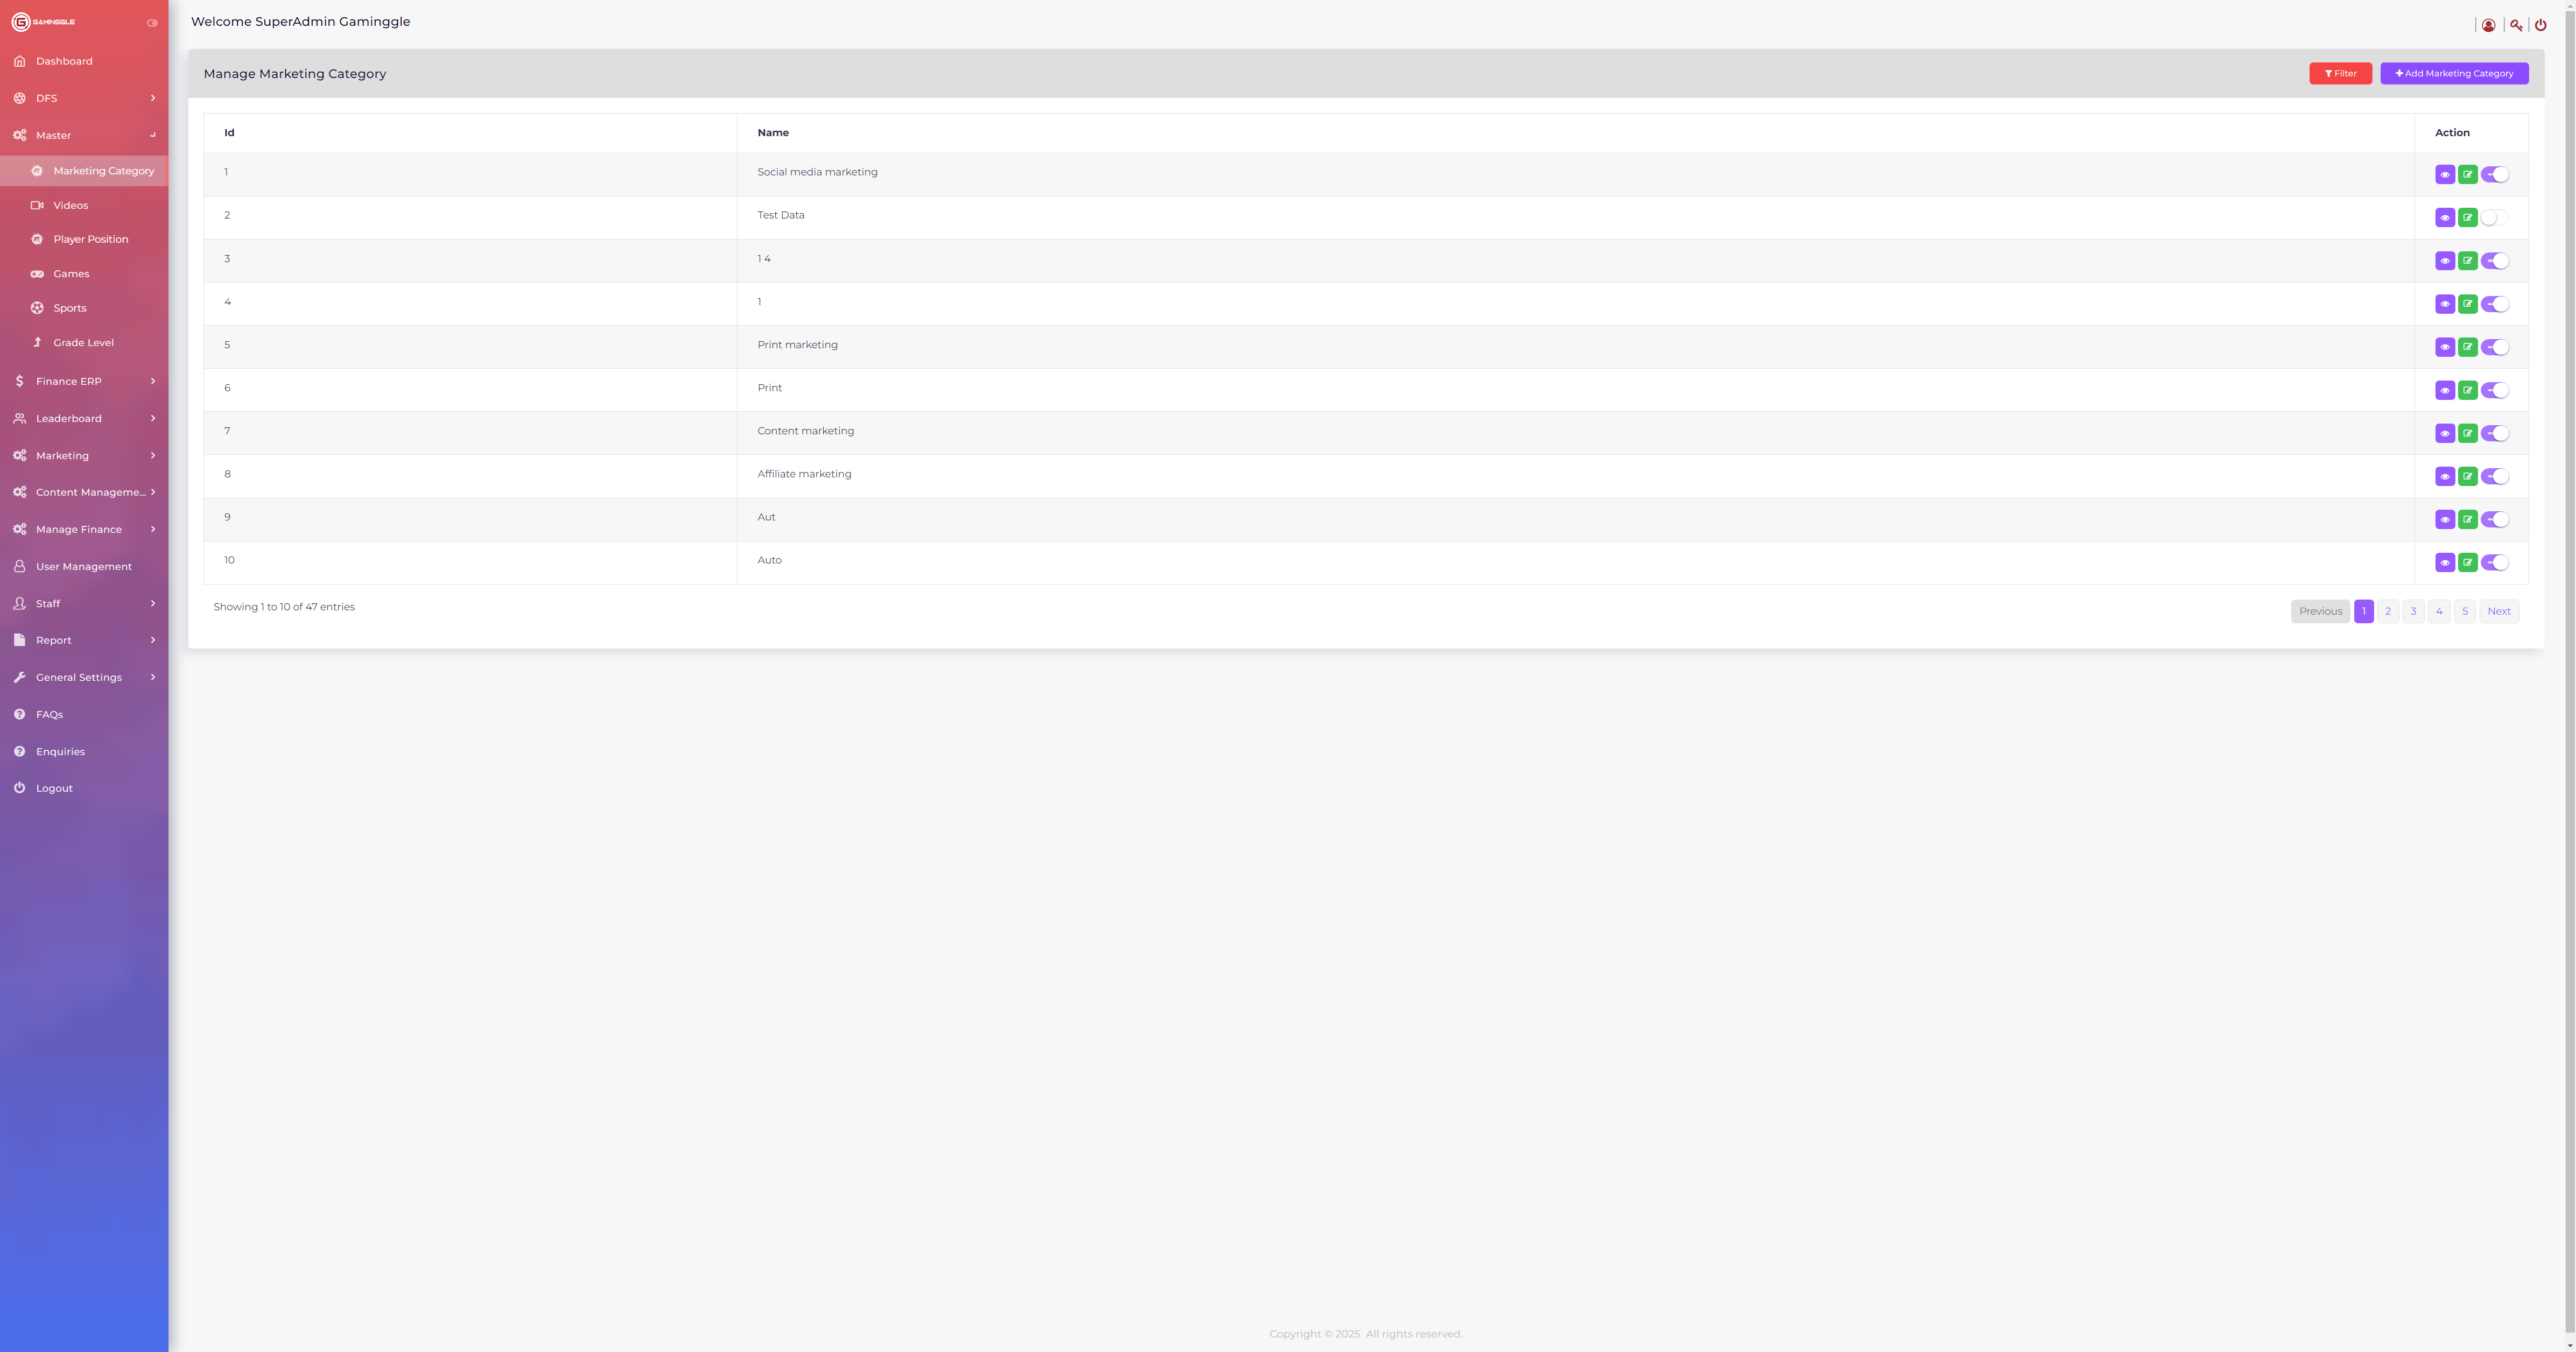 GAMINGGLE
Welcome SuperAdmin Gaminggle
Dashboard
DFS
Master
Marketing Category
Videos
Player Position
Games
Sports
Grade Level
Finance ERP
Leaderboard
Marketing
Content Manageme...
Manage Finance
User Management
Staff
Report
General Settings
FAQs
Enquiries
Logout
Manage Marketing Category
Filter
Add Marketing Category
Id Name Action
1 Social media marketing
2 Test Data
3 1 4
4 1
5 Print marketing
6 Print
7 Content marketing
8 Affiliate marketing
9 Aut
10 Auto
Showing 1 to 10 of 47 entries
Previous 1 2 3 4 5 Next
Copyright © 2025 All rights reserved.